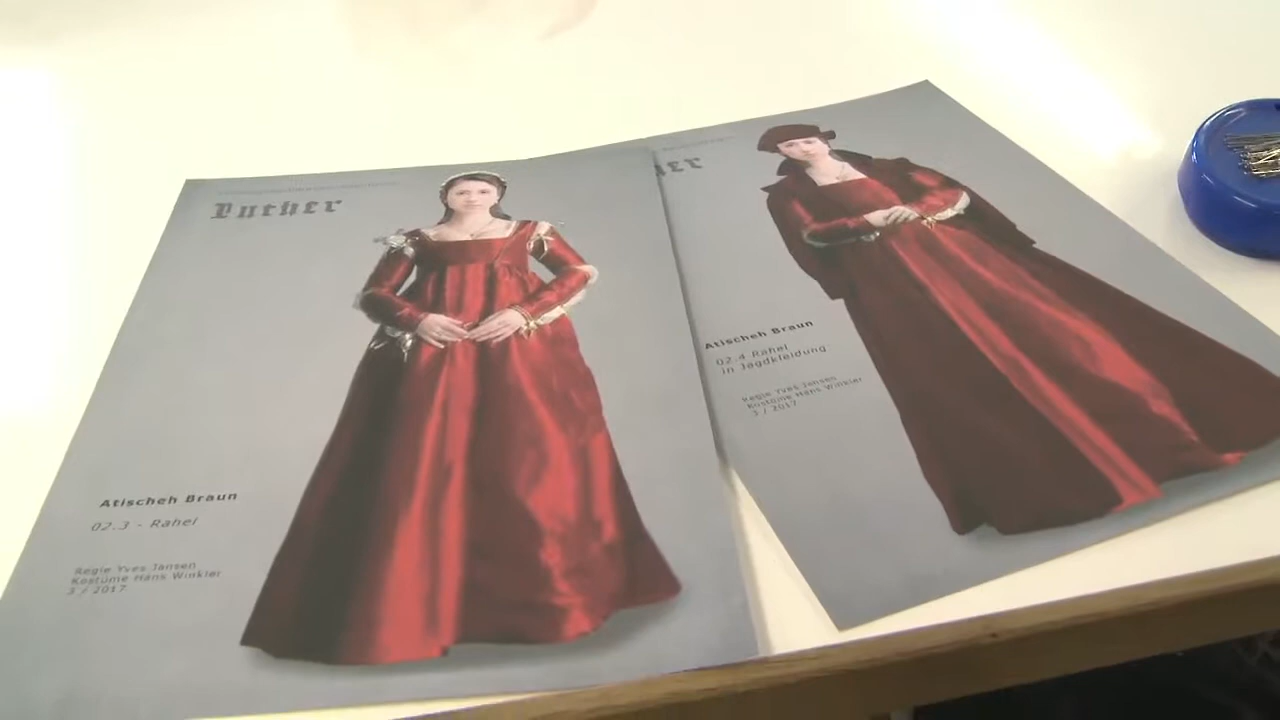 Luther
Atischeh Braun
02.3 - Rahel
Regie Yves Jansen
Kostüme Hans Winkler
3 / 2017
her
Atischeh Braun
02.4 Rahel
in Jagdkleidung
Regie Yves Jansen
Kostüme Hans Winkler
3 / 2017